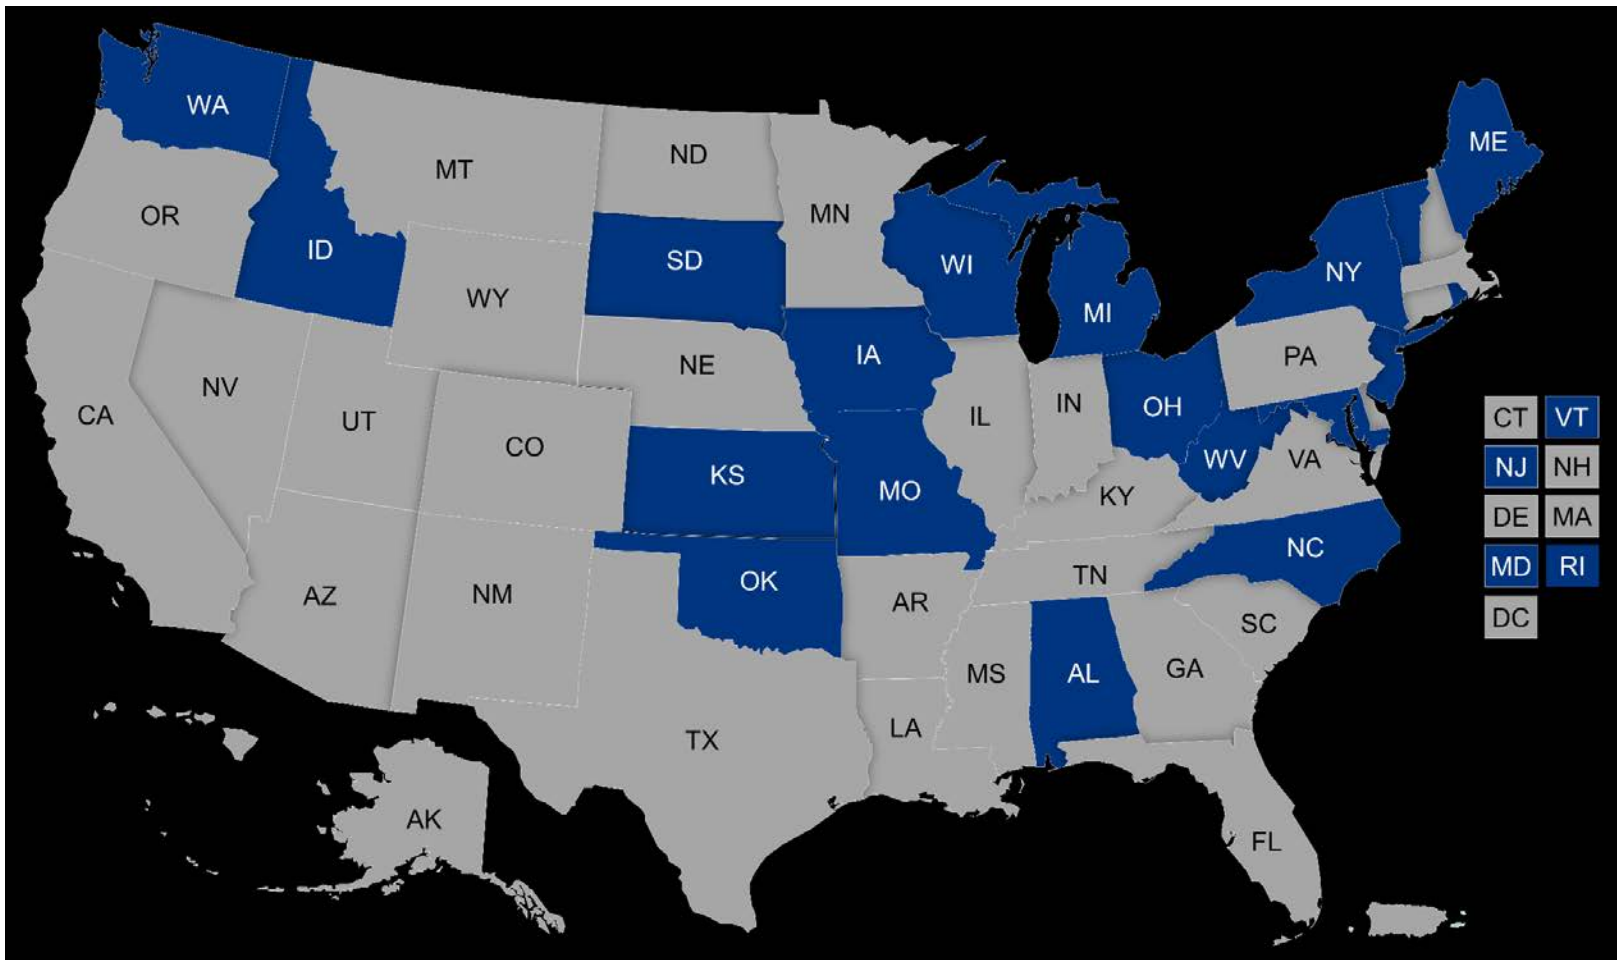 WA
ME
MT
ND
OR
MN
ID
SD
WI
NY
WY
MI
IA
PA
NE
NV
CA
UT
CO
IL
IN
OH
CT VT
KS
WV
VA
NJ NH
MO
KY
DE MA
NC
MD RI
OK
TN
AZ
NM
AR
SC
DC
MS
AL
GA
LA
TX
AK
FL